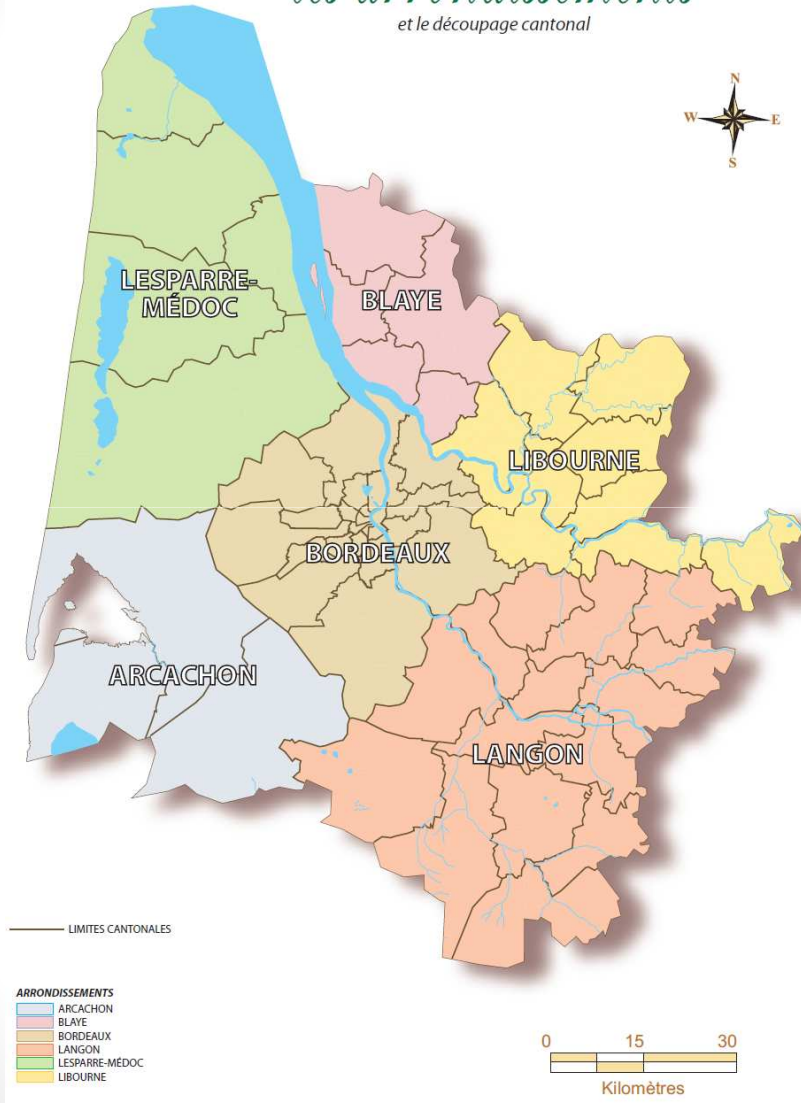 et le découpage cantonal
N
W
E
S
LESPARRE-
MÉDOC
BLAYE
LIBOURNE
BORDEAUX
ARCACHON
LANGON
LIMITES CANTONALES
ARRONDISSEMENTS
ARCACHON
BLAYE
BORDEAUX
LANGON
LESPARRE-MÉDOC
LIBOURNE
0 15 30
Kilomètres